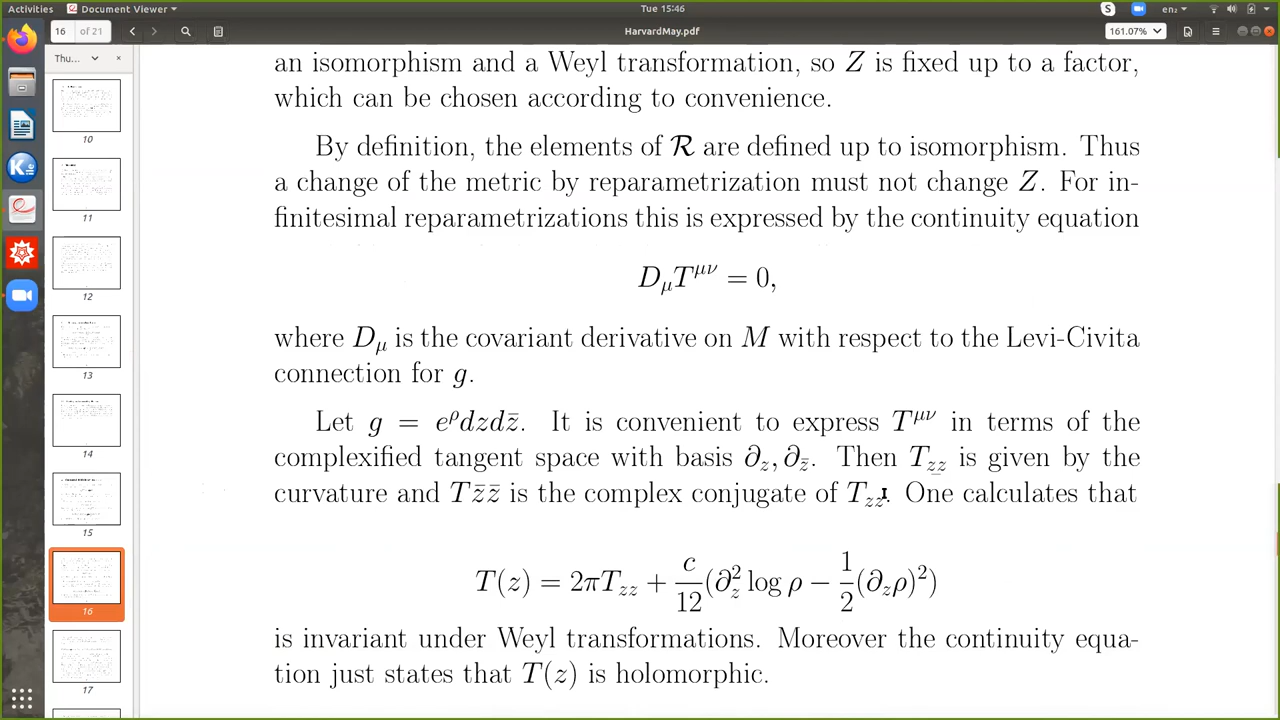 Activities Document Viewer Tue 15:46 en₂
16 of 21 HarvardMay.pdf 161.07%
Thu...
10
11
12
13
14
15
16
17
an isomorphism and a Weyl transformation, so Z is fixed up to a factor,
which can be chosen according to convenience.
By definition, the elements of ℛ are defined up to isomorphism. Thus
a change of the metric by reparametrization must not change Z. For in-
finitesimal reparametrizations this is expressed by the continuity equation
D_μ T^{μν} = 0,
where D_μ is the covariant derivative on M with respect to the Levi-Civita
connection for g.
Let g = e^ρ dzdz̄. It is convenient to express T^{μν} in terms of the
complexified tangent space with basis ∂_z, ∂_z̄. Then T_{zz̄} is given by the
curvature and Tz̄z̄ is the complex conjugate of T_{zz}. One calculates that
T(z) = 2πT_{zz} + \frac{c}{12}(∂_z^2 log ρ − \frac{1}{2}(∂_z ρ)^2)
is invariant under Weyl transformations. Moreover the continuity equa-
tion just states that T(z) is holomorphic.